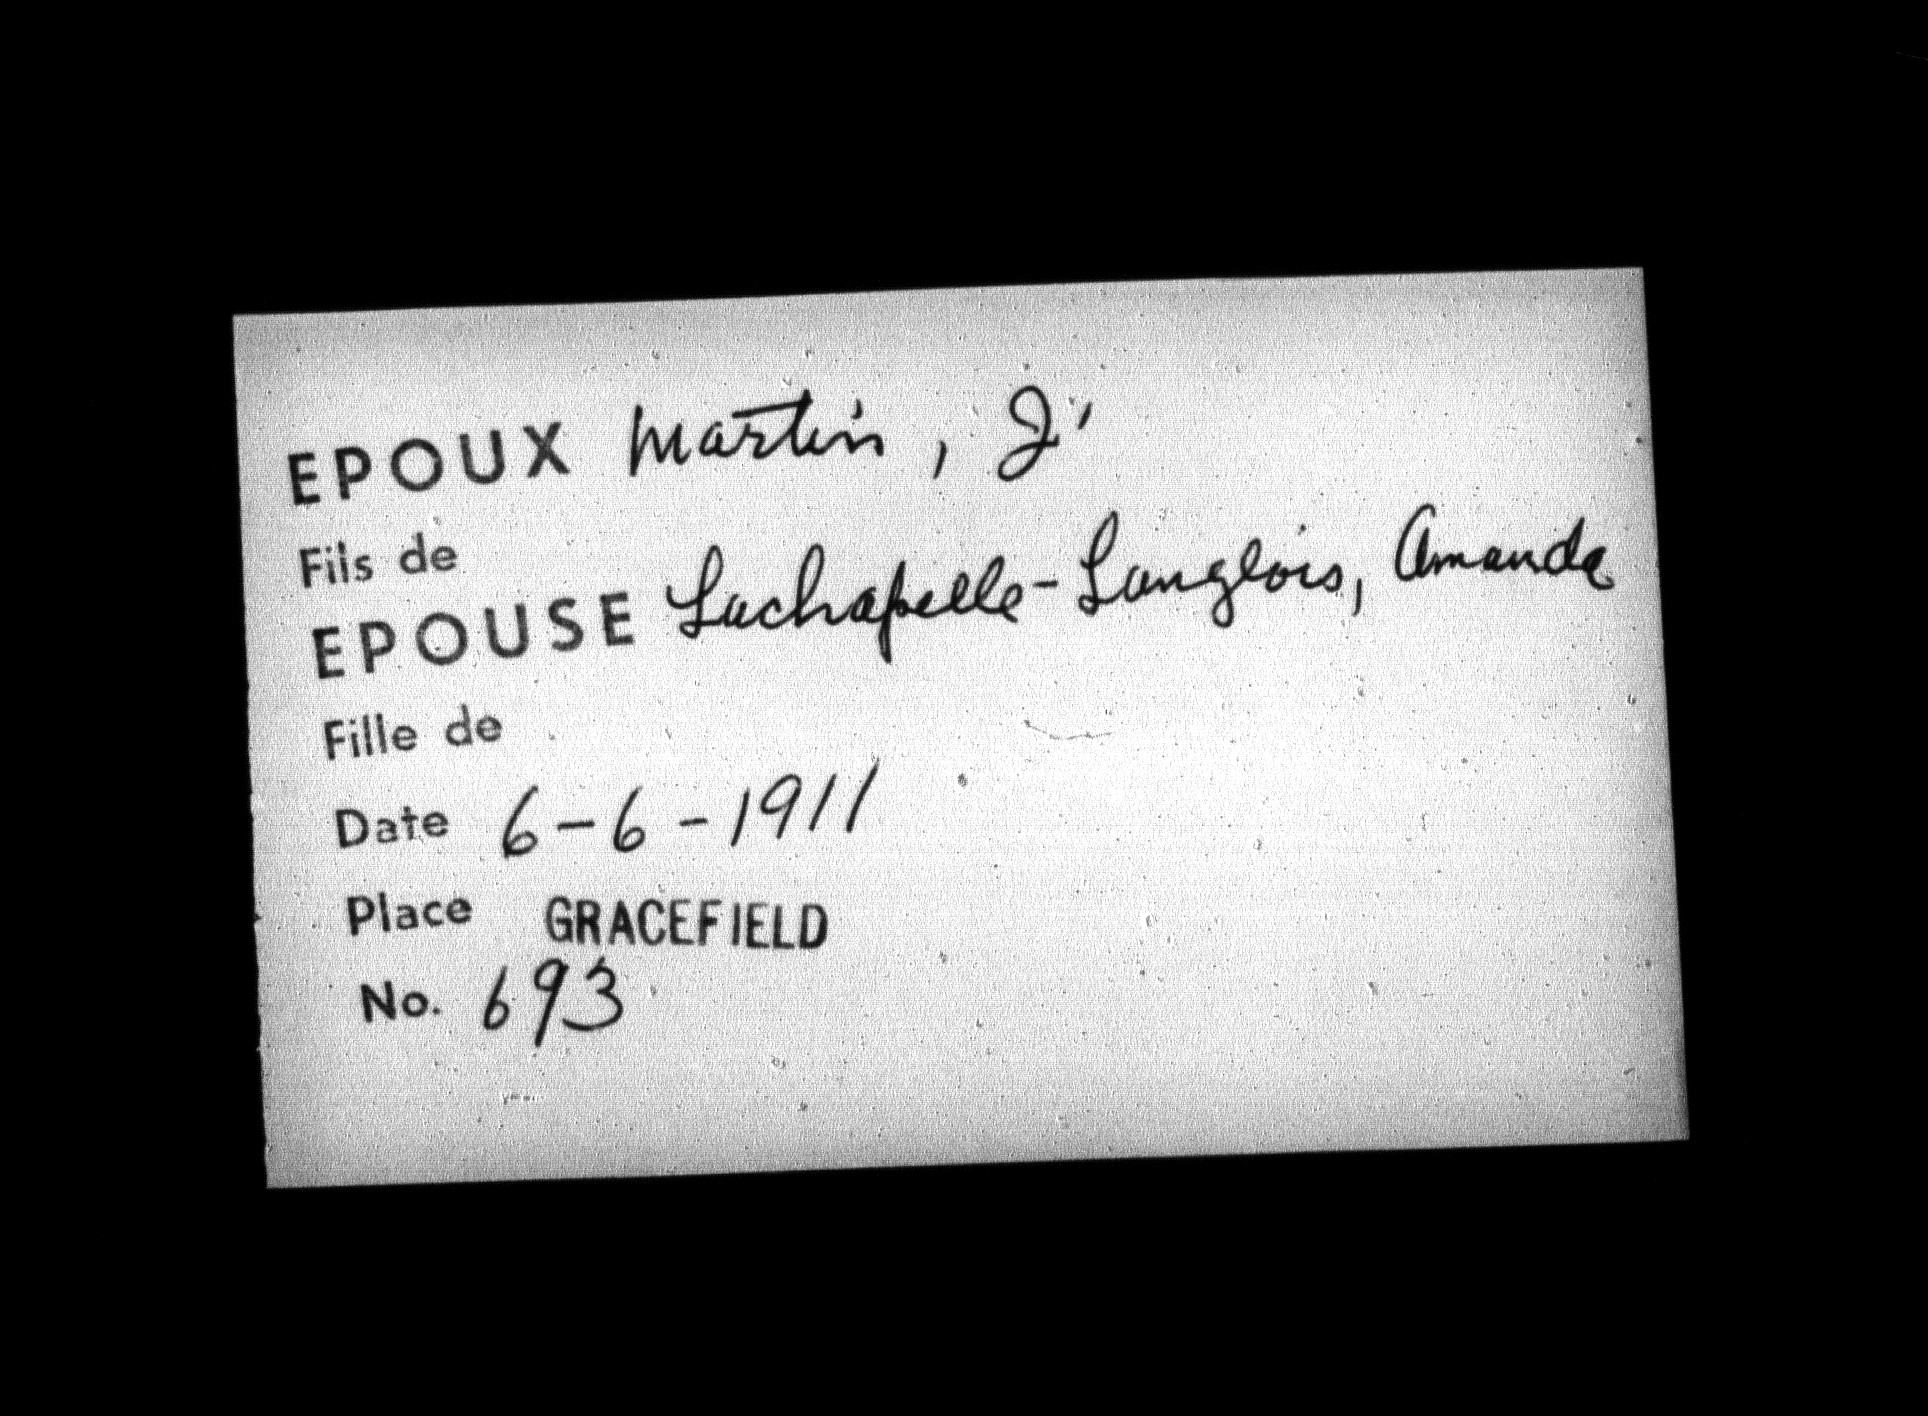 EPOUX Martin, J'
Fils de
EPOUSE Lachapelle-Langlois, Amanda
Fille de
Date 6-6-1911
Place GRACEFIELD
No. 693